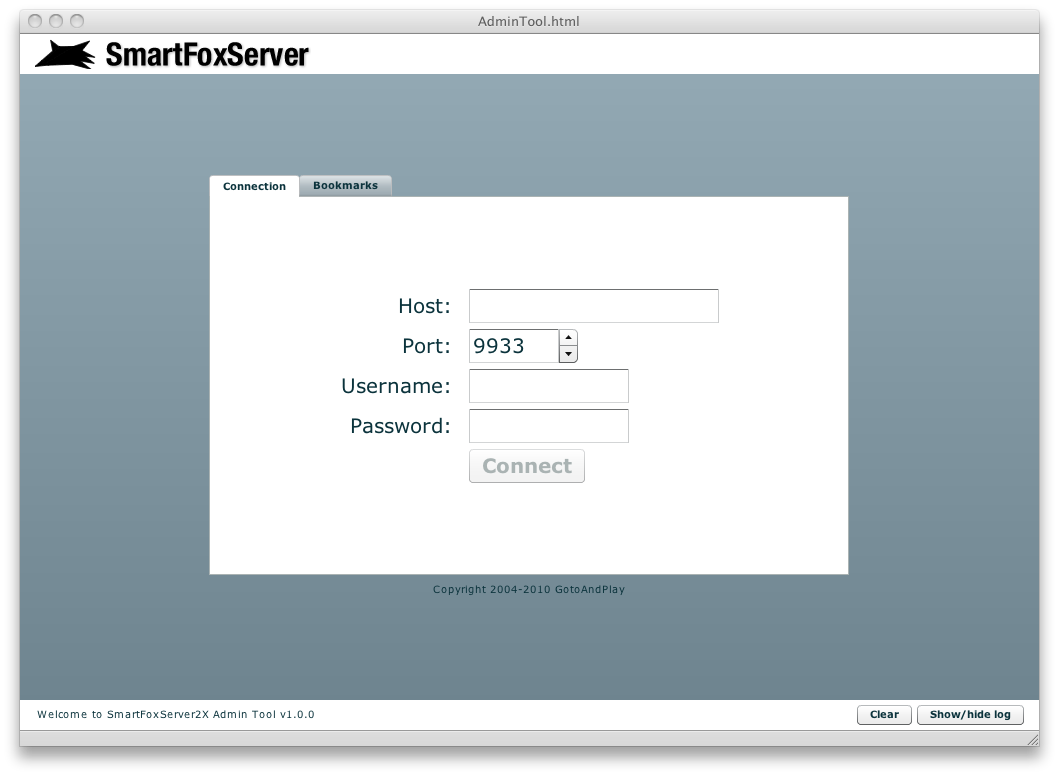 AdminTool.html
SmartFoxServer
Connection Bookmarks
Host:
Port: 9933
Username:
Password:
Connect
Copyright 2004-2010 GotoAndPlay
Welcome to SmartFoxServer2X Admin Tool v1.0.0 Clear Show/hide log